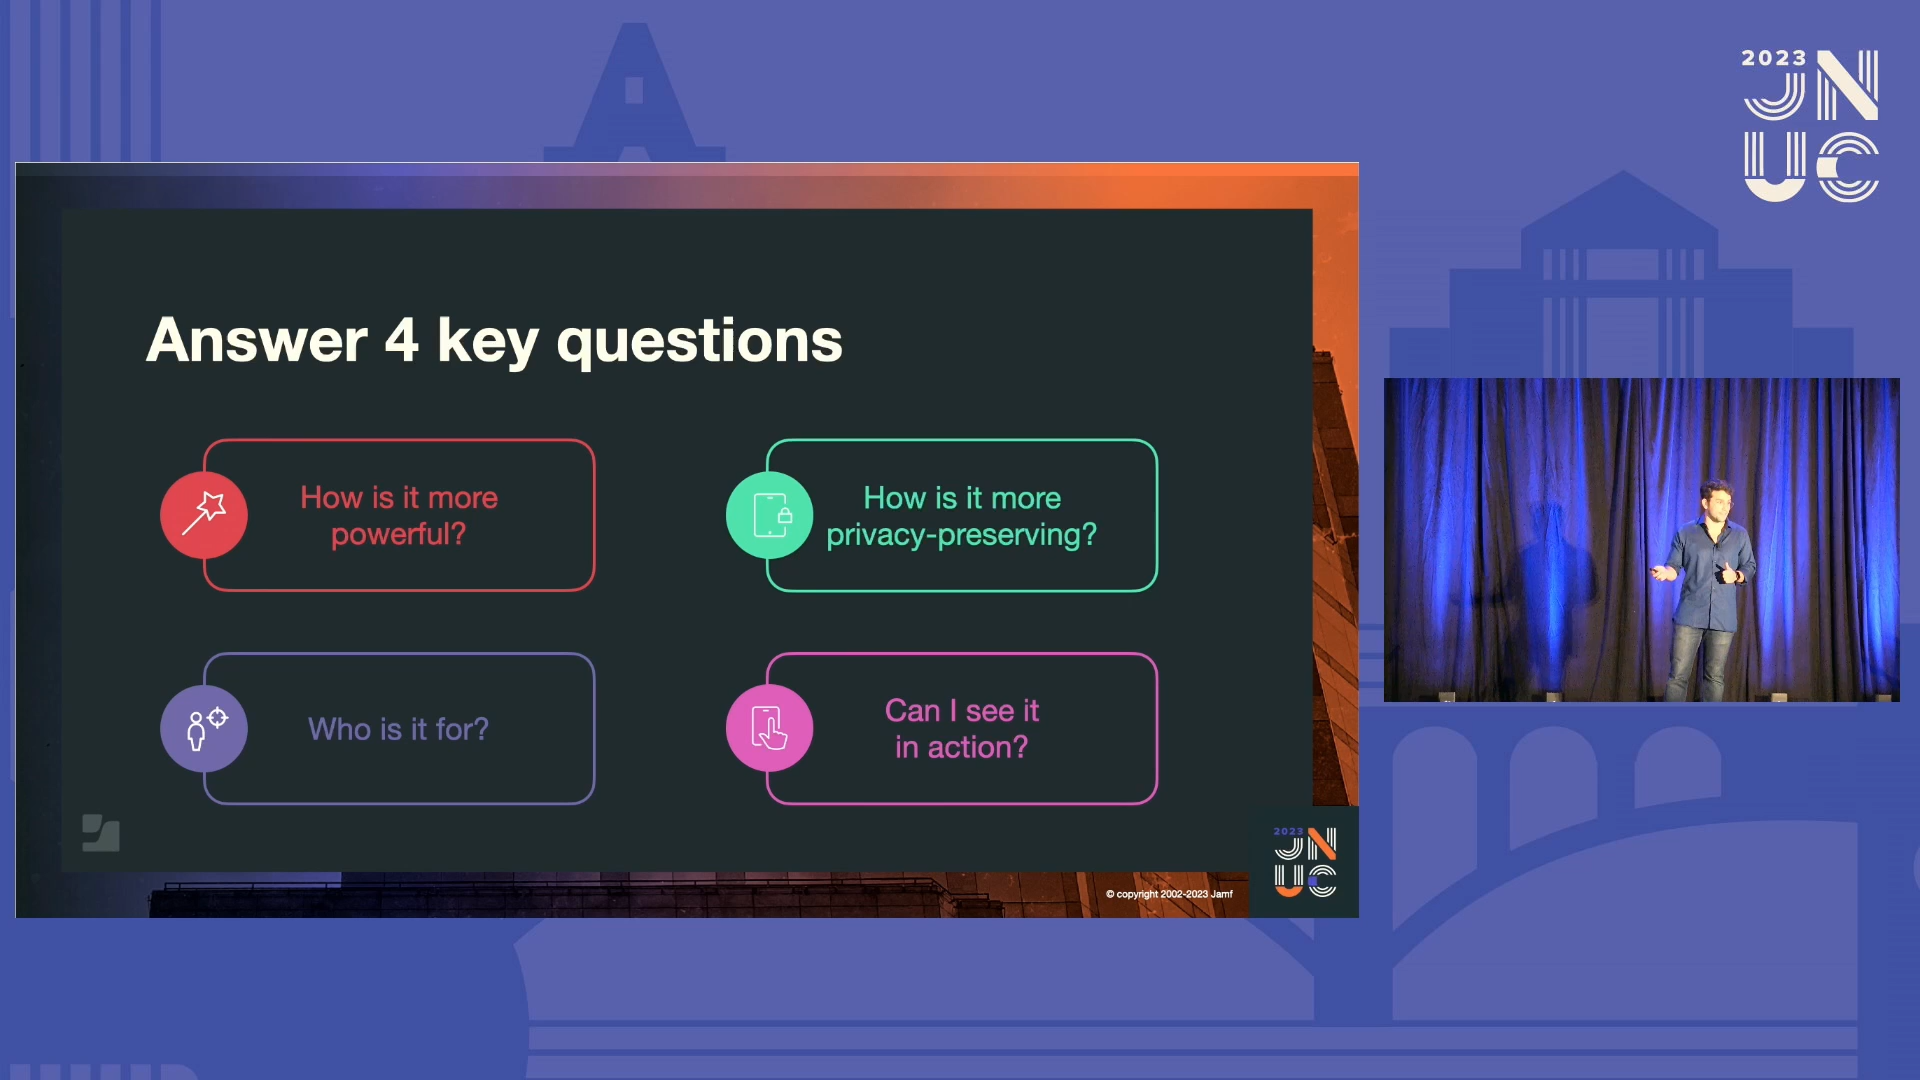 2023
JN
UC
Answer 4 key questions
How is it more
powerful?
How is it more
privacy-preserving?
Who is it for?
Can I see it
in action?
© copyright 2002-2023 Jamf
2023
JN
UC